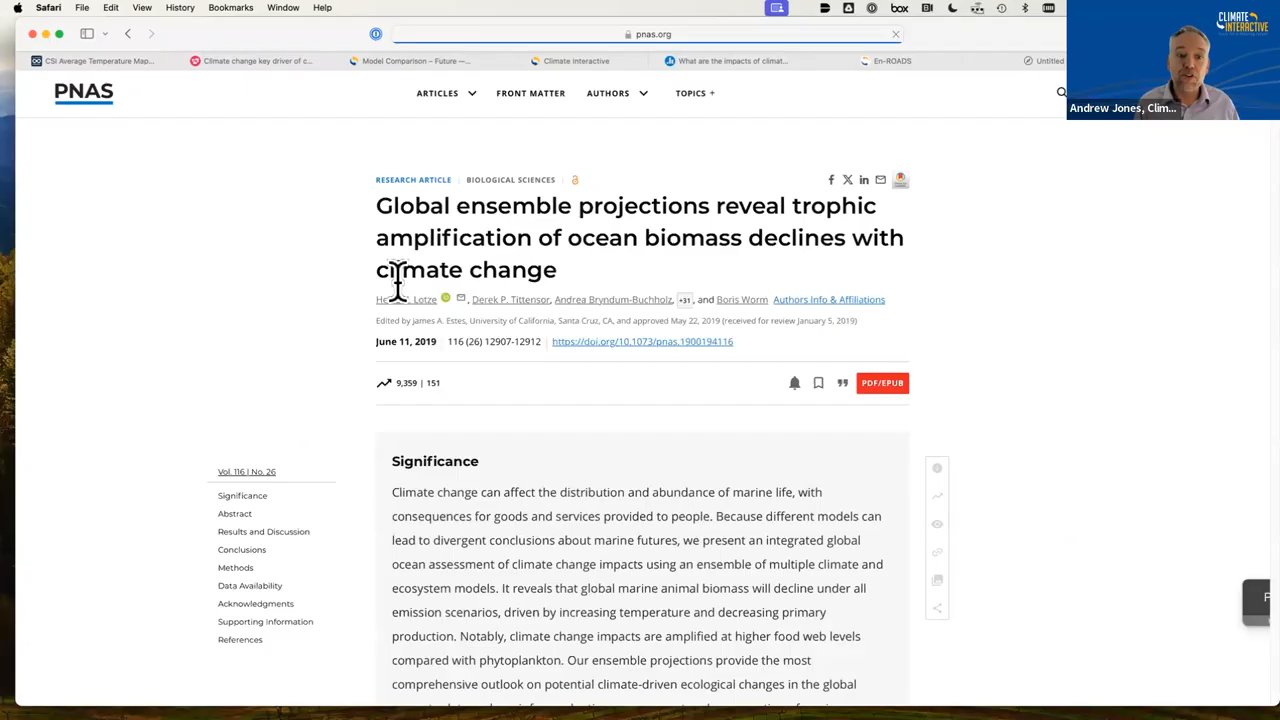 Safari File Edit View History Bookmarks Window Help
box
pnas.org
CSI Average Temperature Map...
Climate change key driver of c...
Model Comparison – Future —...
Climate Interactive
What are the impacts of climat...
En-ROADS
Untitled
CLIMATE
INTERACTIVE
Andrew Jones, Clim...
PNAS
ARTICLES
FRONT MATTER
AUTHORS
TOPICS +
RESEARCH ARTICLE | BIOLOGICAL SCIENCES
Global ensemble projections reveal trophic
amplification of ocean biomass declines with
climate change
Lotze, Derek P. Tittensor, Andrea Bryndum-Buchholz, +31, and Boris Worm Authors Info & Affiliations
Edited by James A. Estes, University of California, Santa Cruz, CA, and approved May 22, 2019 (received for review January 5, 2019)
June 11, 2019 | 116 (26) 12907-12912 | https://doi.org/10.1073/pnas.1900194116
9,359 | 151
PDF/EPUB
Vol. 116 | No. 26
Significance
Abstract
Results and Discussion
Conclusions
Methods
Data Availability
Acknowledgments
Supporting Information
References
Significance
Climate change can affect the distribution and abundance of marine life, with
consequences for goods and services provided to people. Because different models can
lead to divergent conclusions about marine futures, we present an integrated global
ocean assessment of climate change impacts using an ensemble of multiple climate and
ecosystem models. It reveals that global marine animal biomass will decline under all
emission scenarios, driven by increasing temperature and decreasing primary
production. Notably, climate change impacts are amplified at higher food web levels
compared with phytoplankton. Our ensemble projections provide the most
comprehensive outlook on potential climate-driven ecological changes in the global